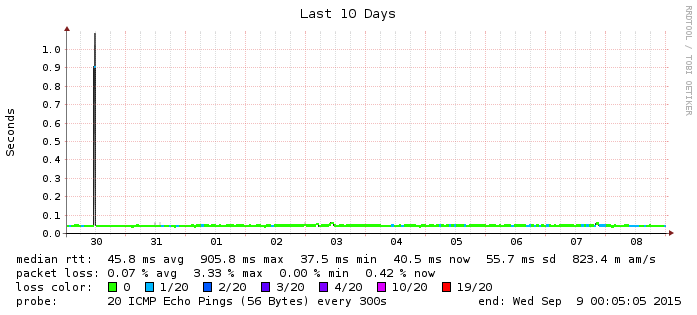 Last 10 Days
RRDTOOL / TOBI OETIKER
Seconds
1.0
0.9
0.8
0.7
0.6
0.5
0.4
0.3
0.2
0.1
0.0
30 31 01 02 03 04 05 06 07 08
median rtt: 45.8 ms avg 905.8 ms max 37.5 ms min 40.5 ms now 55.7 ms sd 823.4 m am/s
packet loss: 0.07 % avg 3.33 % max 0.00 % min 0.42 % now
loss color: 0 1/20 2/20 3/20 4/20 10/20 19/20
probe: 20 ICMP Echo Pings (56 Bytes) every 300s end: Wed Sep 9 00:05:05 2015